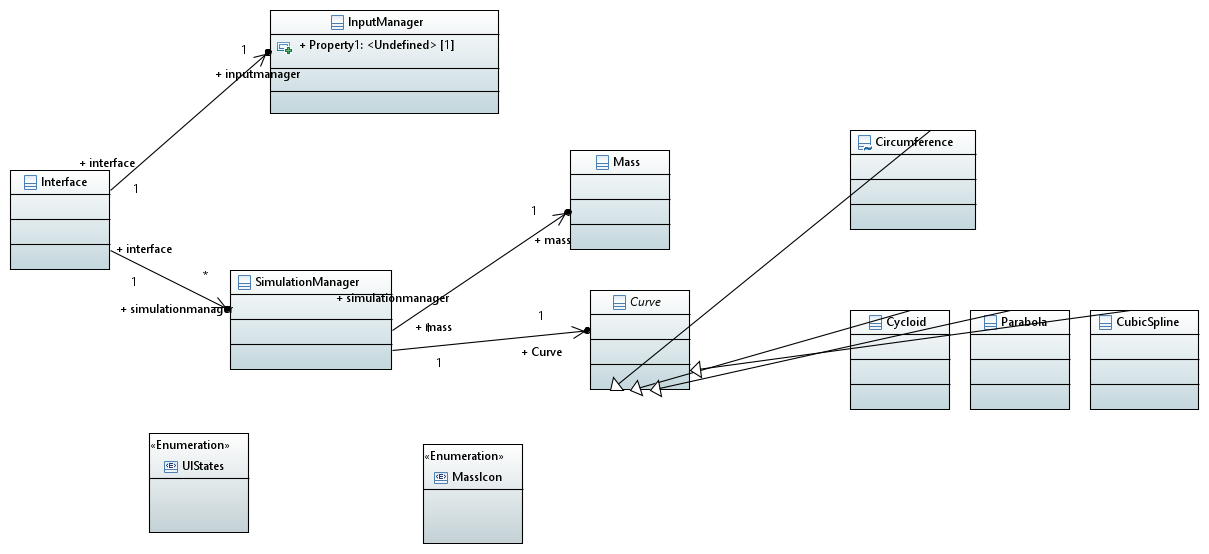 InputManager
+ Property1: <Undefined> [1]
1
+ inputmanager
+ interface
1
Interface
+ interface
1
*
+ simulationmanager
SimulationManager
+ simulationmanager
1
+ mass
Mass
+ mass
1
1
+ Curve
1
Curve
Circumference
Cycloid
Parabola
CubicSpline
«Enumeration»
UIStates
«Enumeration»
MassIcon